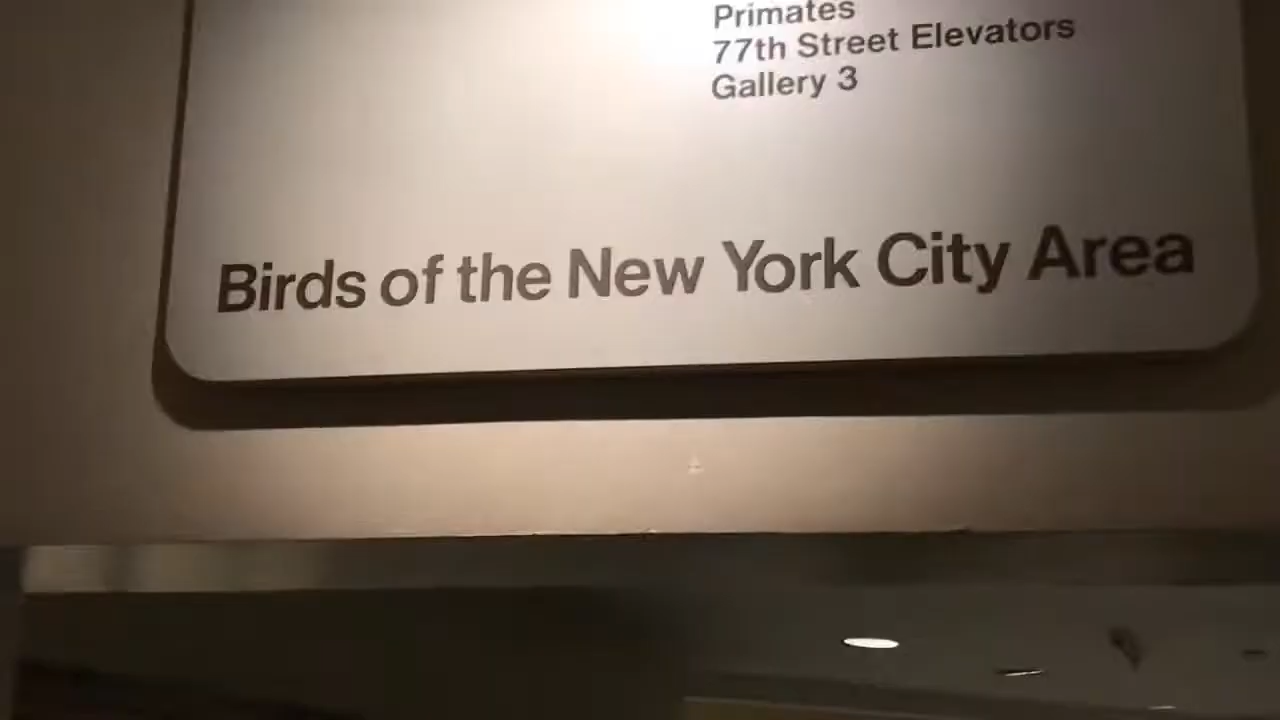 Primates
77th Street Elevators
Gallery 3
Birds of the New York City Area